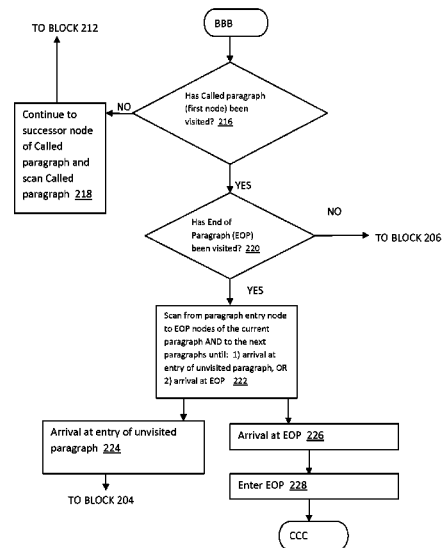 TO BLOCK 212
BBB
Has Called paragraph
(first node) been
visited? 216
NO
Continue to
successor node
of Called
paragraph and
scan Called
paragraph 218
YES
Has End of
Paragraph (EOP)
been visited? 220
NO
TO BLOCK 206
YES
Scan from paragraph entry node
to EOP nodes of the current
paragraph AND to the next
paragraphs until: 1) arrival at
entry of unvisited paragraph, OR
2) arrival at EOP 222
Arrival at entry of unvisited
paragraph 224
TO BLOCK 204
Arrival at EOP 226
Enter EOP 228
CCC